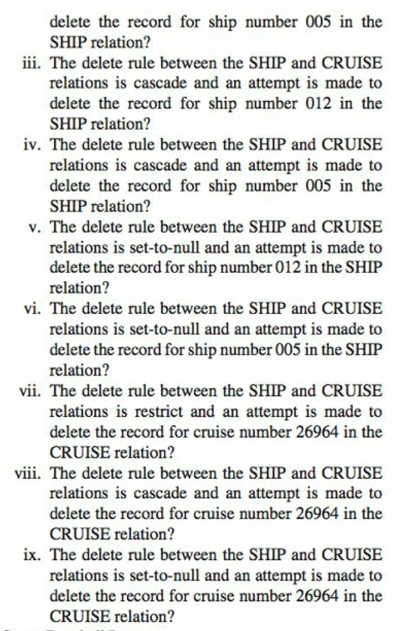 delete the record for ship number 005 in the
SHIP relation?
iii. The delete rule between the SHIP and CRUISE
relations is cascade and an attempt is made to
delete the record for ship number 012 in the
SHIP relation?
iv. The delete rule between the SHIP and CRUISE
relations is cascade and an attempt is made to
delete the record for ship number 005 in the
SHIP relation?
v. The delete rule between the SHIP and CRUISE
relations is set-to-null and an attempt is made to
delete the record for ship number 012 in the SHIP
relation?
vi. The delete rule between the SHIP and CRUISE
relations is set-to-null and an attempt is made to
delete the record for ship number 005 in the SHIP
relation?
vii. The delete rule between the SHIP and CRUISE
relations is restrict and an attempt is made to
delete the record for cruise number 26964 in the
CRUISE relation?
viii. The delete rule between the SHIP and CRUISE
relations is cascade and an attempt is made to
delete the record for cruise number 26964 in the
CRUISE relation?
ix. The delete rule between the SHIP and CRUISE
relations is set-to-null and an attempt is made to
delete the record for cruise number 26964 in the
CRUISE relation?